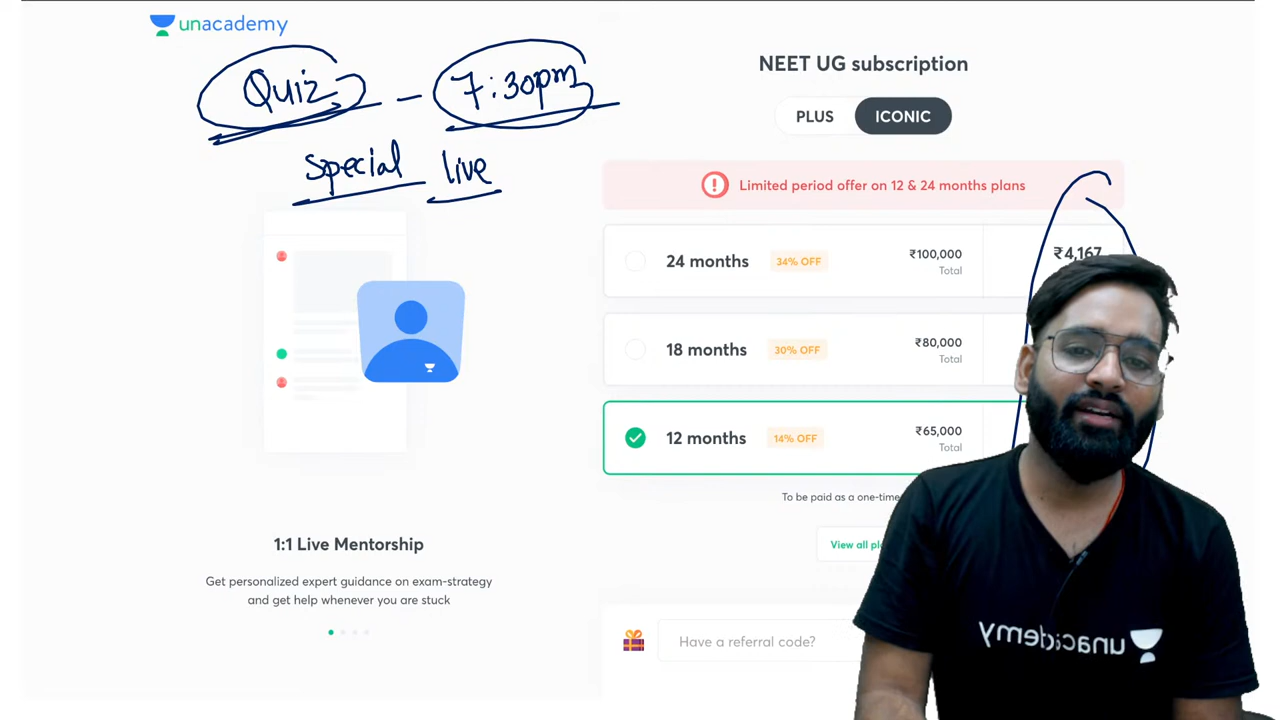 unacademy
Quiz - 7:30pm
special live
NEET UG subscription
PLUS ICONIC
Limited period offer on 12 & 24 months plans
24 months 34% OFF ₹100,000 Total ₹4,167
18 months 30% OFF ₹80,000 Total
12 months 14% OFF ₹65,000 Total
To be paid as a one-time
View all
1:1 Live Mentorship
Get personalized expert guidance on exam-strategy
and get help whenever you are stuck
Have a referral code?
unacademy